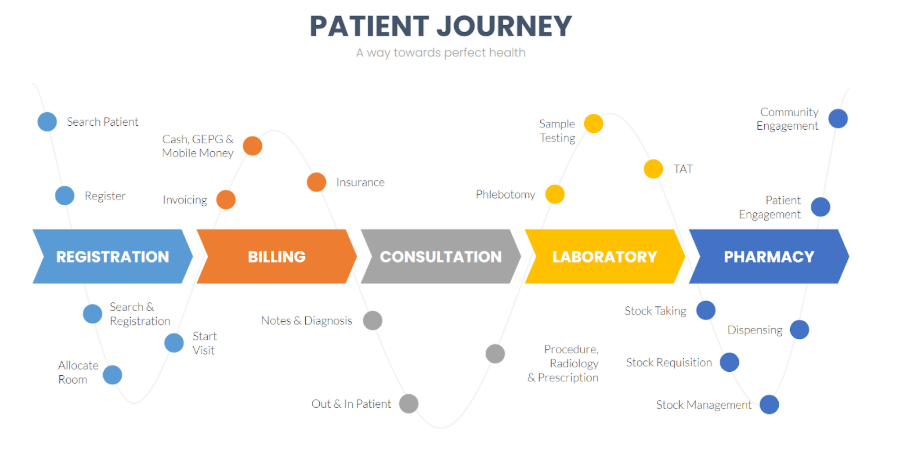 PATIENT JOURNEY
A way towards perfect health
Search Patient
Register
Cash, GEPG &
Mobile Money
Invoicing
Insurance
Sample
Testing
Phlebotomy
TAT
Community
Engagement
Patient
Engagement
REGISTRATION
BILLING
CONSULTATION
LABORATORY
PHARMACY
Search &
Registration
Start
Visit
Allocate
Room
Notes & Diagnosis
Out & In Patient
Procedure,
Radiology
& Prescription
Stock Taking
Dispensing
Stock Requisition
Stock Management